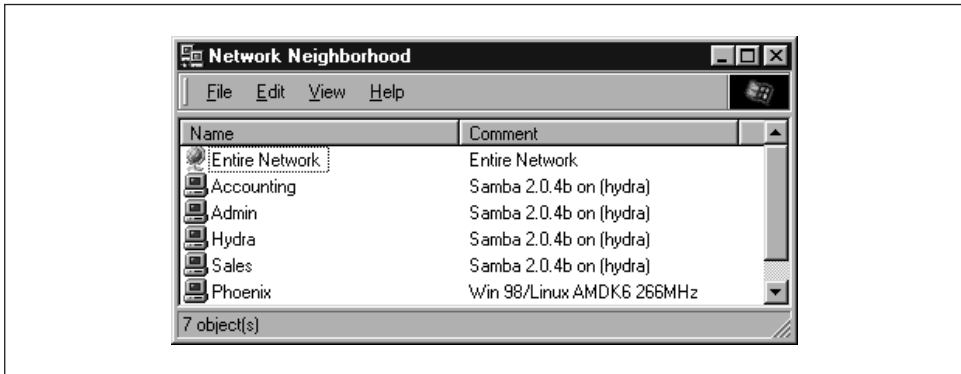 Network Neighborhood
File Edit View Help
Name Comment
Entire Network Entire Network
Accounting Samba 2.0.4b on (hydra)
Admin Samba 2.0.4b on (hydra)
Hydra Samba 2.0.4b on (hydra)
Sales Samba 2.0.4b on (hydra)
Phoenix Win 98/Linux AMDK6 266MHz
7 object(s)